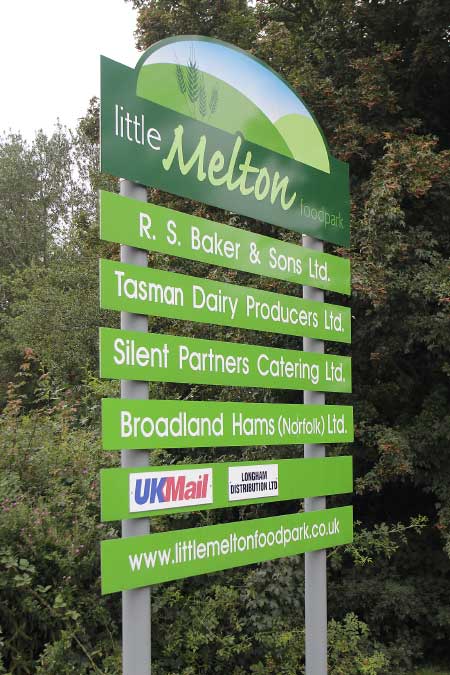 little Melton foodpark
R. S. Baker & Sons Ltd.
Tasman Dairy Producers Ltd.
Silent Partners Catering Ltd.
Broadland Hams (Norfolk) Ltd.
UKMail
LONGHAM
DISTRIBUTION LTD
www.littlemeltonfoodpark.co.uk